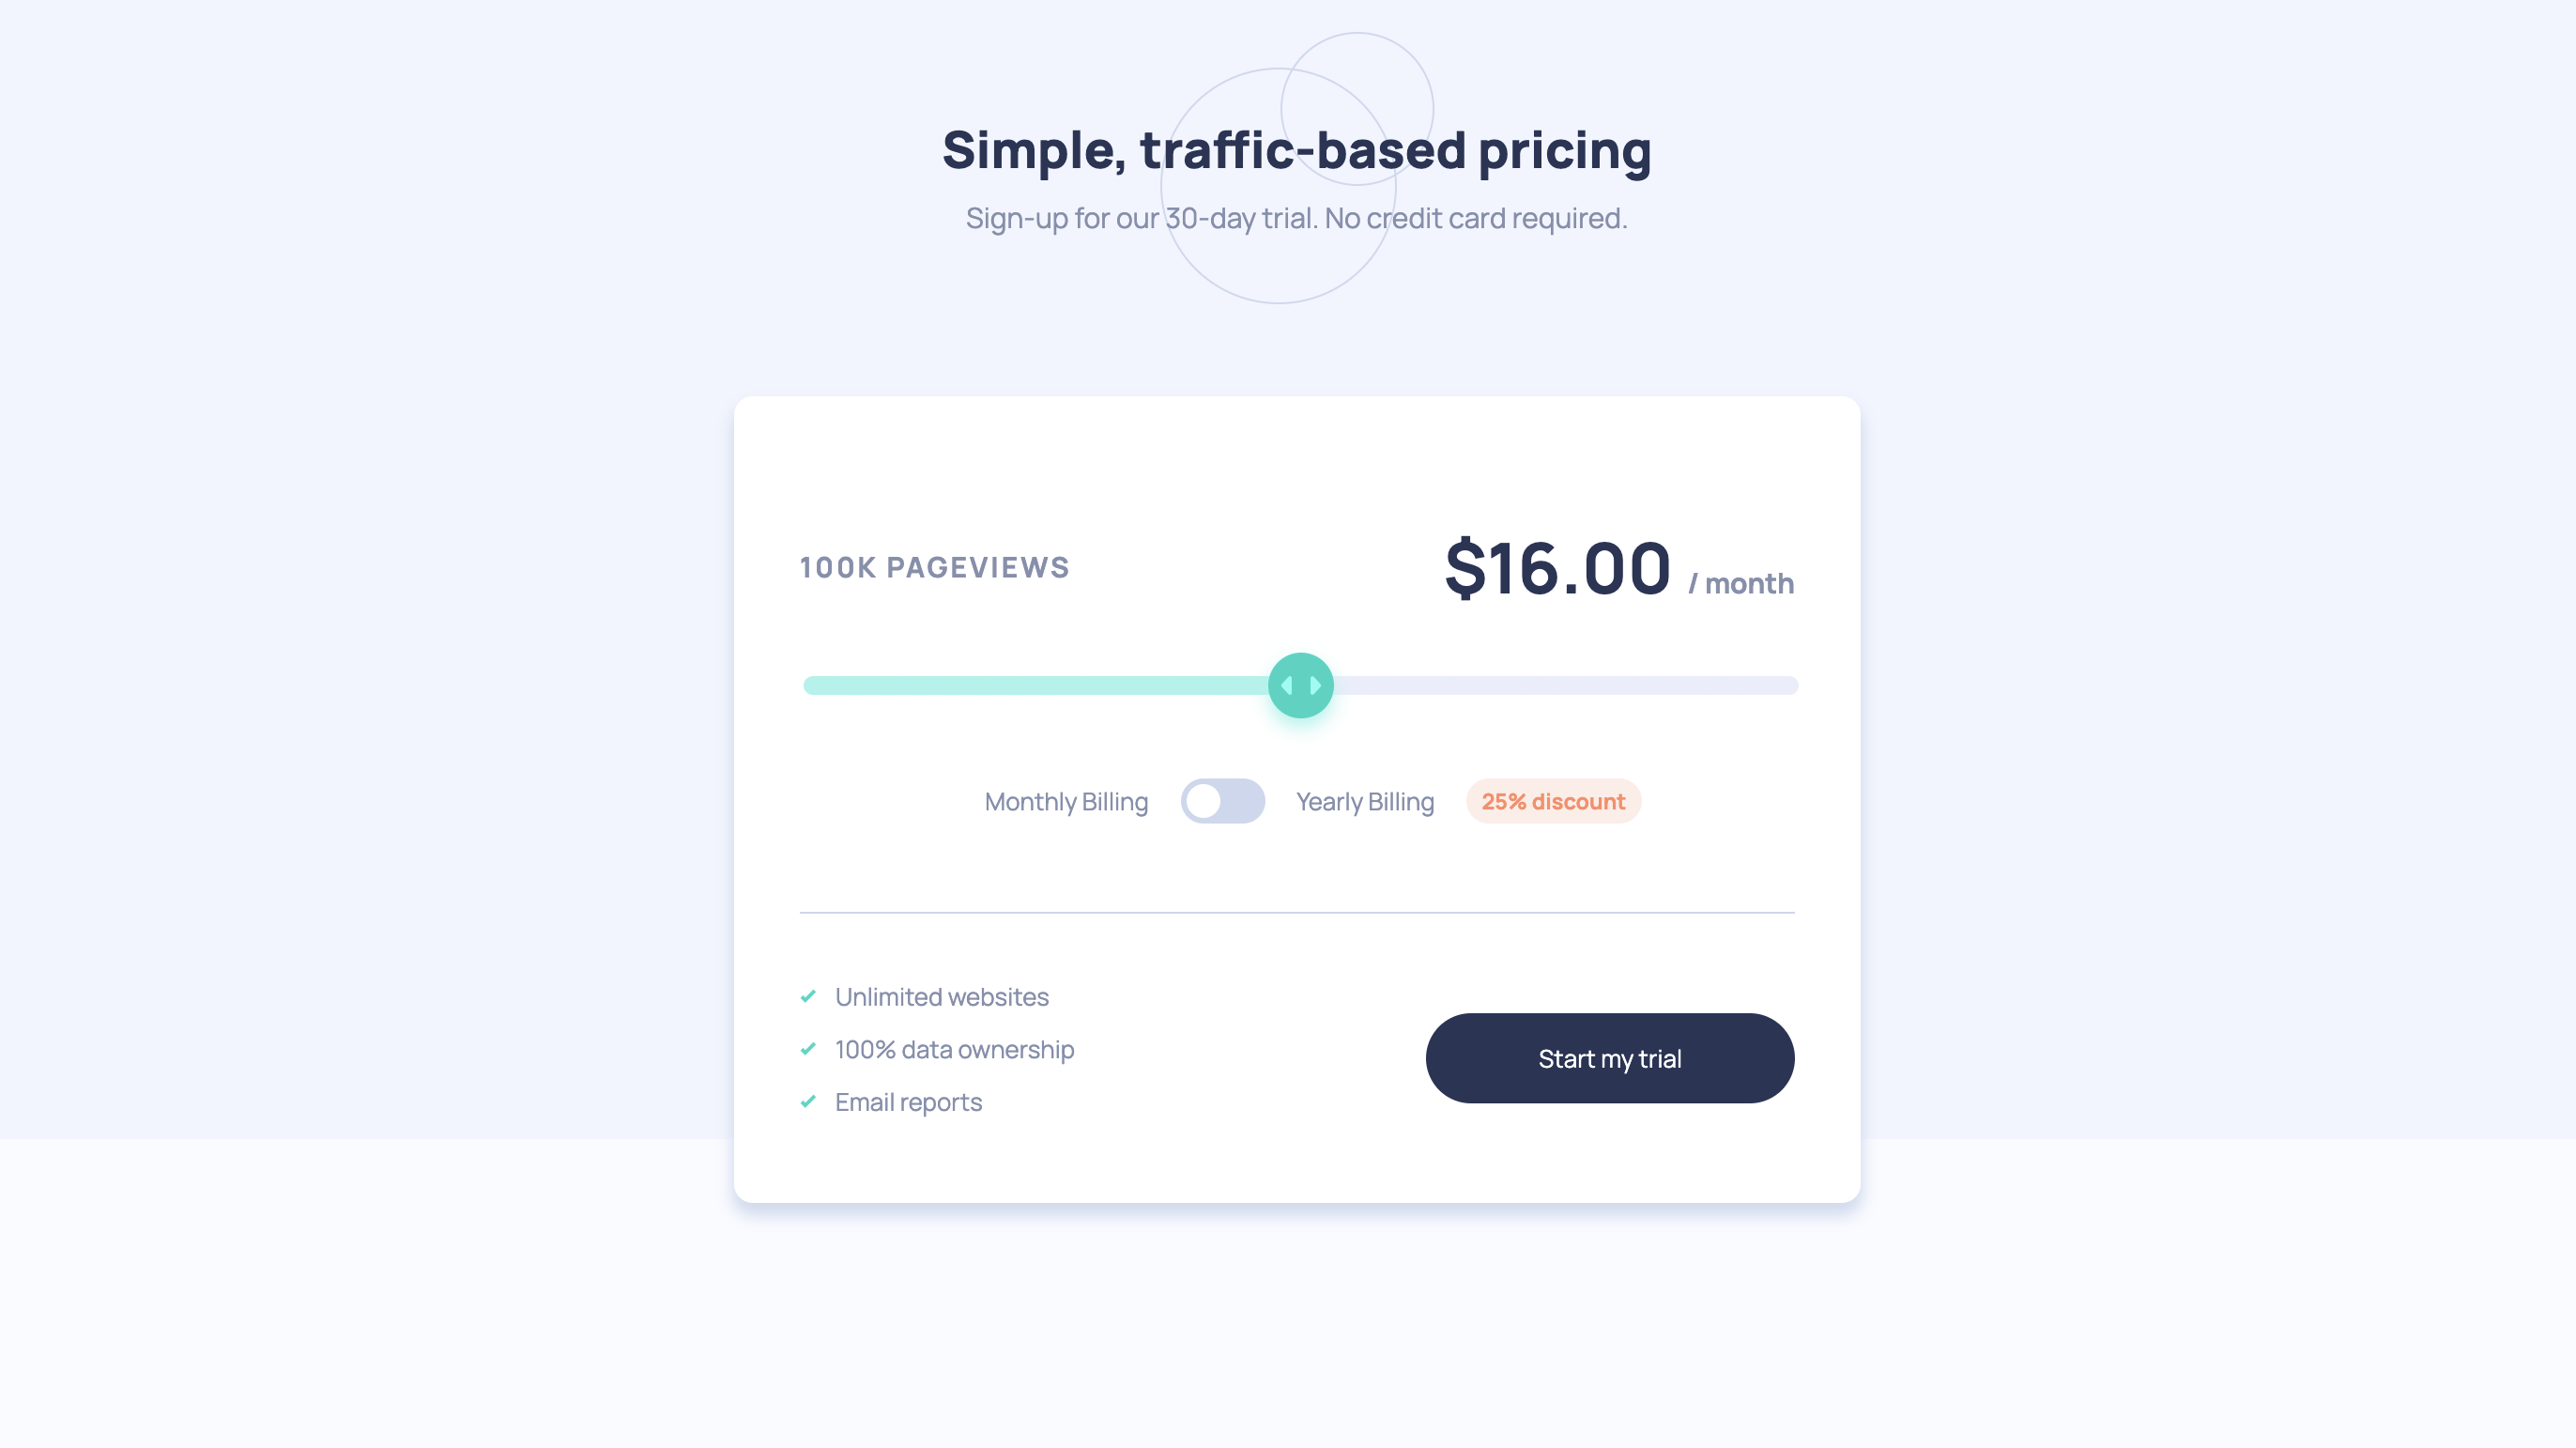 Simple, traffic-based pricing
Sign-up for our 30-day trial. No credit card required.
100K PAGEVIEWS
$16.00 / month
Monthly Billing
Yearly Billing
25% discount
Unlimited websites
100% data ownership
Email reports
Start my trial